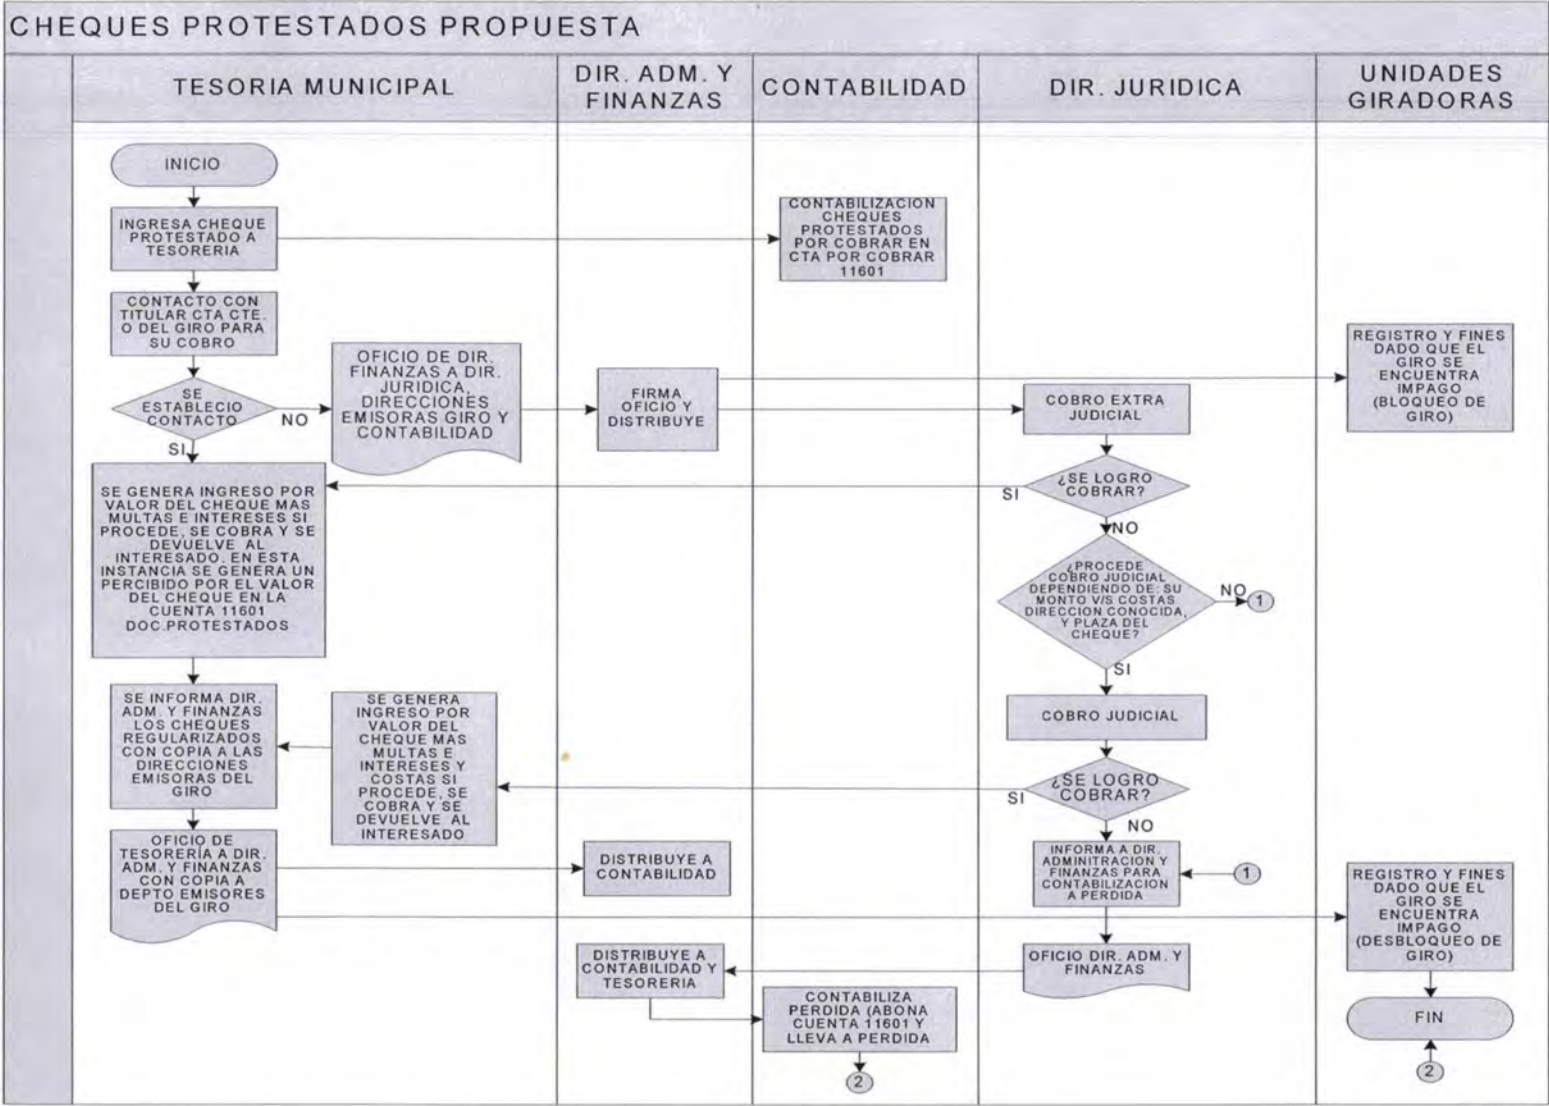 CHEQUES PROTESTADOS PROPUESTA
TESORIA MUNICIPAL
DIR. ADM. Y
FINANZAS
CONTABILIDAD
DIR. JURIDICA
UNIDADES
GIRADORAS
INICIO
INGRESA CHEQUE
PROTESTADO A
TESORERIA
CONTABILIZACION
CHEQUES
PROTESTADOS
POR COBRAR EN
CTA POR COBRAR
11601
CONTACTO CON
TITULAR CTA CTE.
O DEL GIRO PARA
SU COBRO
SE
ESTABLECIO
CONTACTO
NO
SI
OFICIO DE DIR.
FINANZAS A DIR.
JURIDICA,
DIRECCIONES
EMISORAS GIRO Y
CONTABILIDAD
FIRMA
OFICIO Y
DISTRIBUYE
COBRO EXTRA
JUDICIAL
REGISTRO Y FINES
DADO QUE EL
GIRO SE
ENCUENTRA
IMPAGO
(BLOQUEO DE
GIRO)
¿SE LOGRO
COBRAR?
SI
NO
SE GENERA INGRESO POR
VALOR DEL CHEQUE MAS
MULTAS E INTERESES SI
PROCEDE, SE COBRA Y SE
DEVUELVE AL
INTERESADO. EN ESTA
INSTANCIA SE GENERA UN
PERCIBIDO POR EL VALOR
DEL CHEQUE EN LA
CUENTA 11601
DOC.PROTESTADOS
¿PROCEDE
COBRO JUDICIAL
DEPENDIENDO DE: SU
MONTO V/S COSTAS
DIRECCION CONOCIDA,
Y PLAZA DEL
CHEQUE?
NO
1
SI
COBRO JUDICIAL
SE INFORMA DIR.
ADM. Y FINANZAS
LOS CHEQUES
REGULARIZADOS
CON COPIA A LAS
DIRECCIONES
EMISORAS DEL
GIRO
SE GENERA
INGRESO POR
VALOR DEL
CHEQUE MAS
MULTAS E
INTERESES Y
COSTAS SI
PROCEDE, SE
COBRA Y SE
DEVUELVE AL
INTERESADO
¿SE LOGRO
COBRAR?
SI
NO
OFICIO DE
TESORERÍA A DIR.
ADM. Y FINANZAS
CON COPIA A
DEPTO EMISORES
DEL GIRO
DISTRIBUYE A
CONTABILIDAD
INFORMA A DIR.
ADMINITRACION Y
FINANZAS PARA
CONTABILIZACION
A PERDIDA
1
REGISTRO Y FINES
DADO QUE EL
GIRO SE
ENCUENTRA
IMPAGO
(DESBLOQUEO DE
GIRO)
DISTRIBUYE A
CONTABILIDAD Y
TESORERIA
OFICIO DIR. ADM. Y
FINANZAS
CONTABILIZA
PERDIDA (ABONA
CUENTA 11601 Y
LLEVA A PERDIDA
2
FIN
2